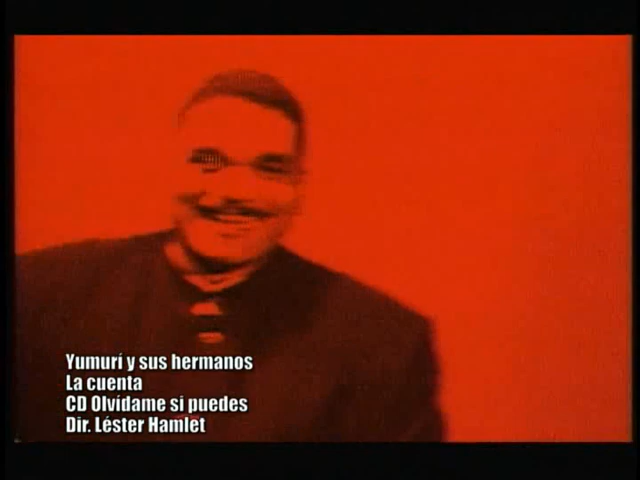 Yumurí y sus hermanos
La cuenta
CD Olvídame si puedes
Dir. Léster Hamlet